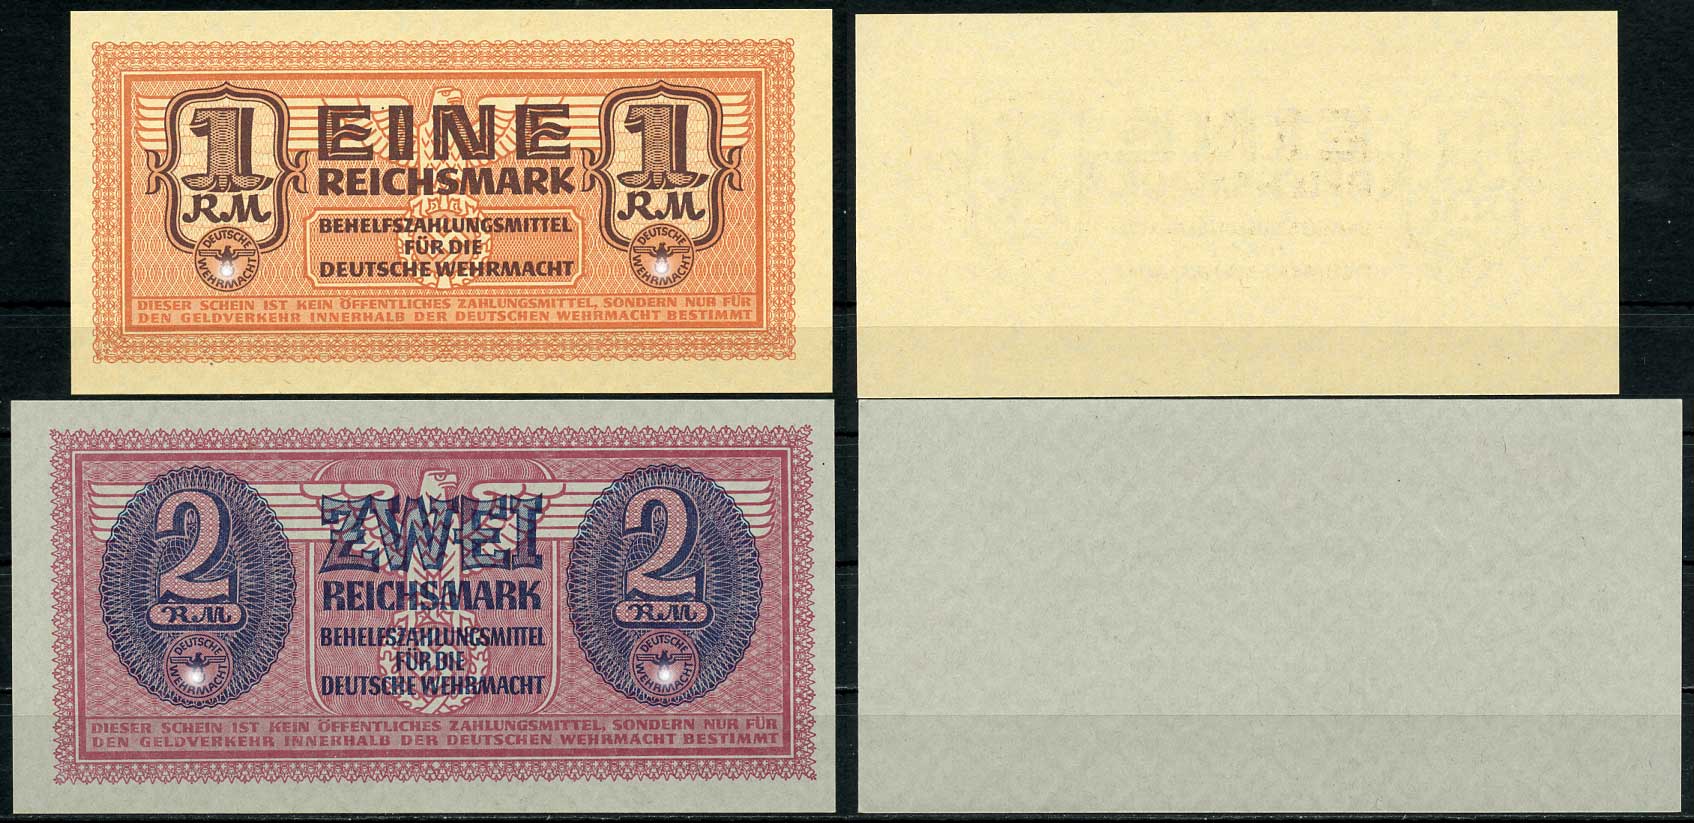 1
EINE
1
REICHSMARK
RM
RM
BEHELFSZAHLUNGSMITTEL
FÜR DIE
DEUTSCHE WEHRMACHT
DEUTSCHE WEHRMACHT
DEUTSCHE WEHRMACHT
DIESER SCHEIN IST KEIN ÖFFENTLICHES ZAHLUNGSMITTEL, SONDERN NUR FÜR
DEN GELDVERKEHR INNERHALB DER DEUTSCHEN WEHRMACHT BESTIMMT
2
ZWEI
2
REICHSMARK
RM
RM
BEHELFSZAHLUNGSMITTEL
FÜR DIE
DEUTSCHE WEHRMACHT
DEUTSCHE WEHRMACHT
DEUTSCHE WEHRMACHT
DIESER SCHEIN IST KEIN ÖFFENTLICHES ZAHLUNGSMITTEL, SONDERN NUR FÜR
DEN GELDVERKEHR INNERHALB DER DEUTSCHEN WEHRMACHT BESTIMMT